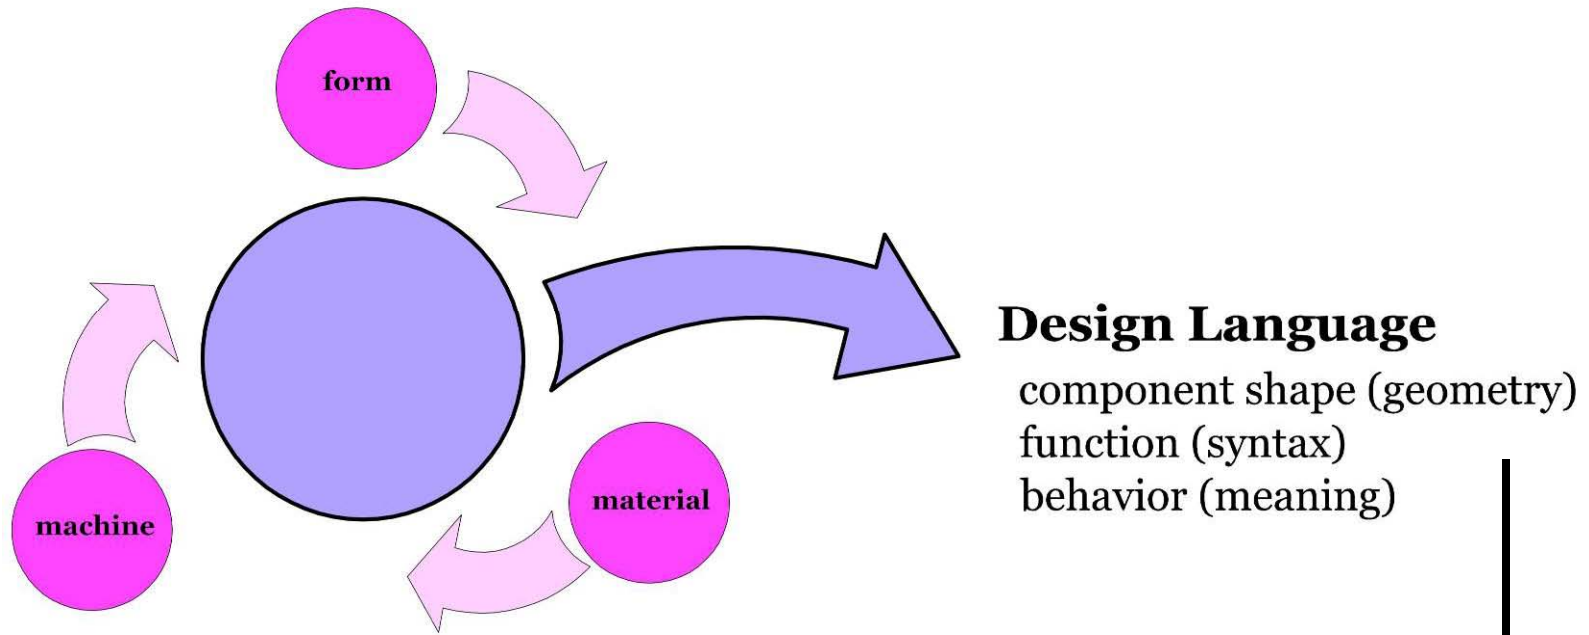 form
Design Language
component shape (geometry)
function (syntax)
behavior (meaning)
material
machine